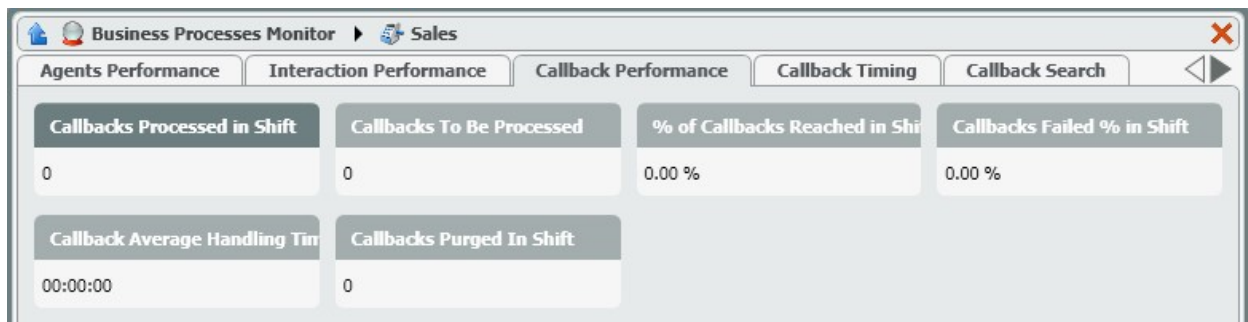 Business Processes Monitor Sales
Agents Performance Interaction Performance Callback Performance Callback Timing Callback Search
Callbacks Processed in Shift Callbacks To Be Processed % of Callbacks Reached in Shi Callbacks Failed % in Shift
0 0 0.00 % 0.00 %
Callback Average Handling Tim Callbacks Purged In Shift
00:00:00 0